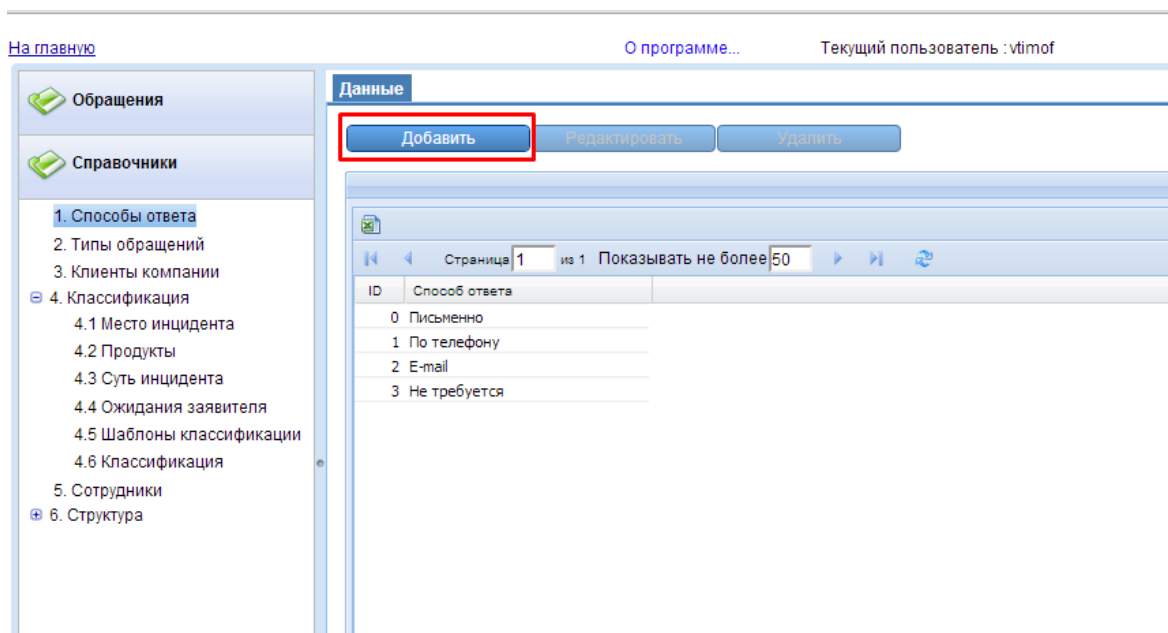 На главную О программе... Текущий пользователь : vtimof
Обращения
Справочники
1. Способы ответа
2. Типы обращений
3. Клиенты компании
4. Классификация
4.1 Место инцидента
4.2 Продукты
4.3 Суть инцидента
4.4 Ожидания заявителя
4.5 Шаблоны классификации
4.6 Классификация
5. Сотрудники
6. Структура
Данные
Добавить Редактировать Удалить
Страница 1 из 1 Показывать не более 50
ID Способ ответа
0 Письменно
1 По телефону
2 E-mail
3 Не требуется